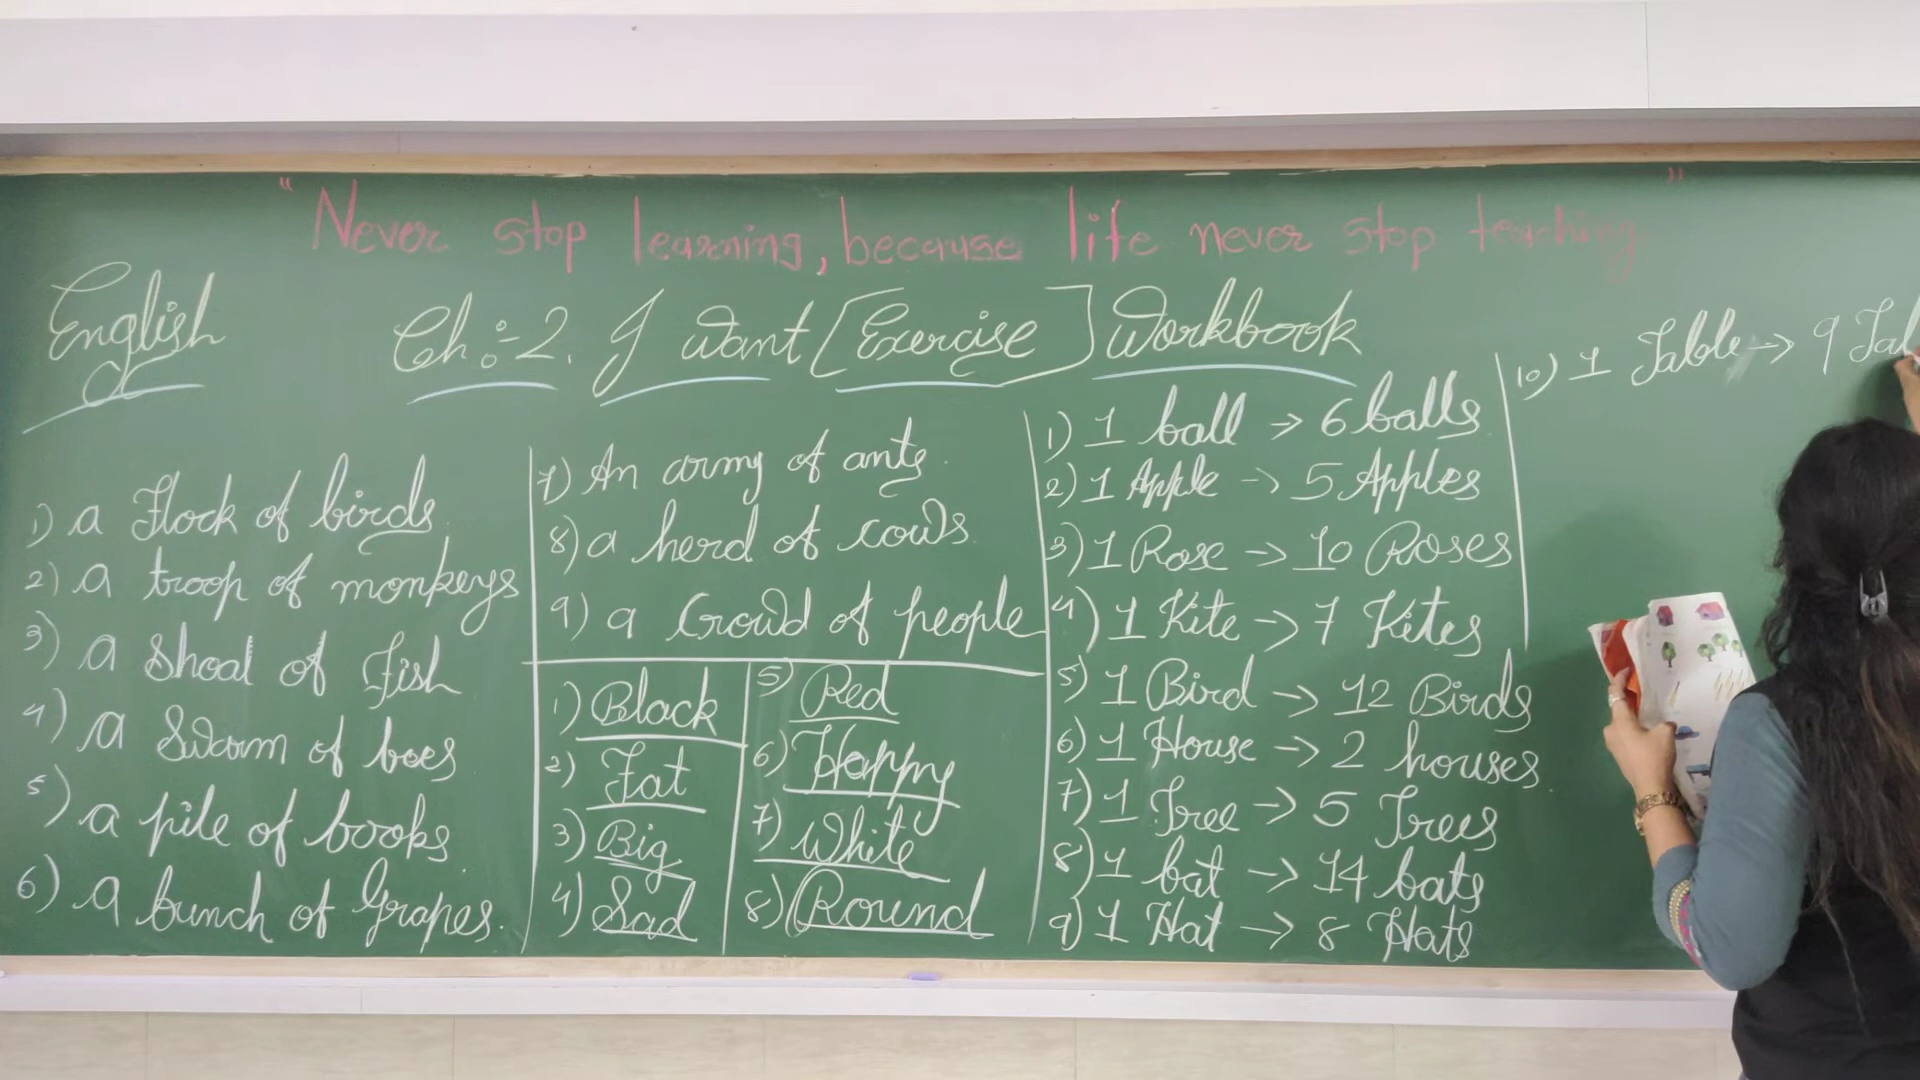 "Never stop learning, because life never stop teaching"
English
Ch:-2. I Want [Exercise] Workbook
1) a Flock of birds
2) a troop of monkeys
3) a Shoal of Fish
4) a Swarm of bees
5) a pile of books
6) a bunch of Grapes.
7) An army of ants.
8) a herd of cows.
9) a Crowd of people
1) Black
2) Fat
3) Big
4) Sad
5) Red
6) Happy
7) White
8) Round
1) 1 ball → 6 balls
2) 1 Apple → 5 Apples
3) 1 Rose → 10 Roses
4) 1 Kite → 7 Kites
5) 1 Bird → 12 Birds
6) 1 House → 2 houses.
7) 1 Tree → 5 Trees
8) 1 bat → 14 bats
9) 1 Hat → 8 Hats
10) 1 Table → 9 Tal